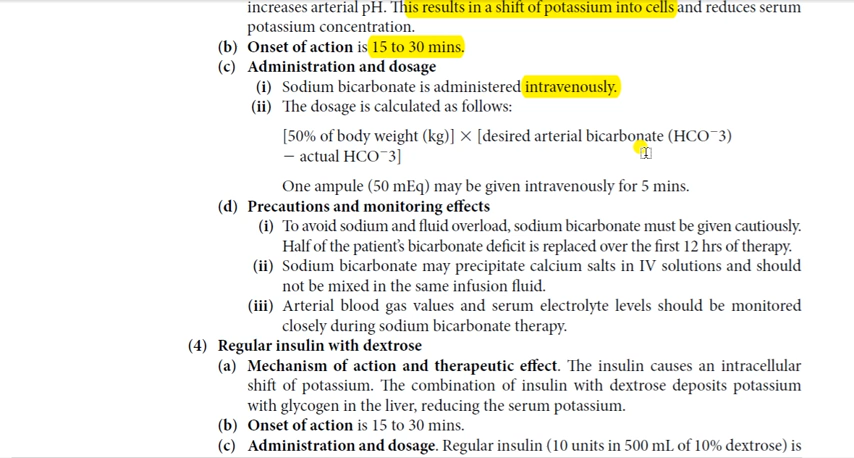 increases arterial pH. This results in a shift of potassium into cells and reduces serum
potassium concentration.
(b) Onset of action is 15 to 30 mins.
(c) Administration and dosage
(i) Sodium bicarbonate is administered intravenously.
(ii) The dosage is calculated as follows:
[50% of body weight (kg)] × [desired arterial bicarbonate (HCO⁻3)
− actual HCO⁻3]
One ampule (50 mEq) may be given intravenously for 5 mins.
(d) Precautions and monitoring effects
(i) To avoid sodium and fluid overload, sodium bicarbonate must be given cautiously.
Half of the patient's bicarbonate deficit is replaced over the first 12 hrs of therapy.
(ii) Sodium bicarbonate may precipitate calcium salts in IV solutions and should
not be mixed in the same infusion fluid.
(iii) Arterial blood gas values and serum electrolyte levels should be monitored
closely during sodium bicarbonate therapy.
(4) Regular insulin with dextrose
(a) Mechanism of action and therapeutic effect. The insulin causes an intracellular
shift of potassium. The combination of insulin with dextrose deposits potassium
with glycogen in the liver, reducing the serum potassium.
(b) Onset of action is 15 to 30 mins.
(c) Administration and dosage. Regular insulin (10 units in 500 mL of 10% dextrose) is